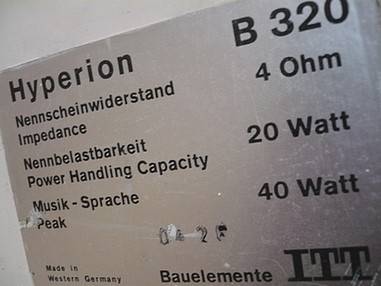 Hyperion B 320
Nennscheinwiderstand
Impedance 4 Ohm
Nennbelastbarkeit
Power Handling Capacity 20 Watt
Musik - Sprache
Peak 40 Watt
Made in
Western Germany
Bauelemente ITT